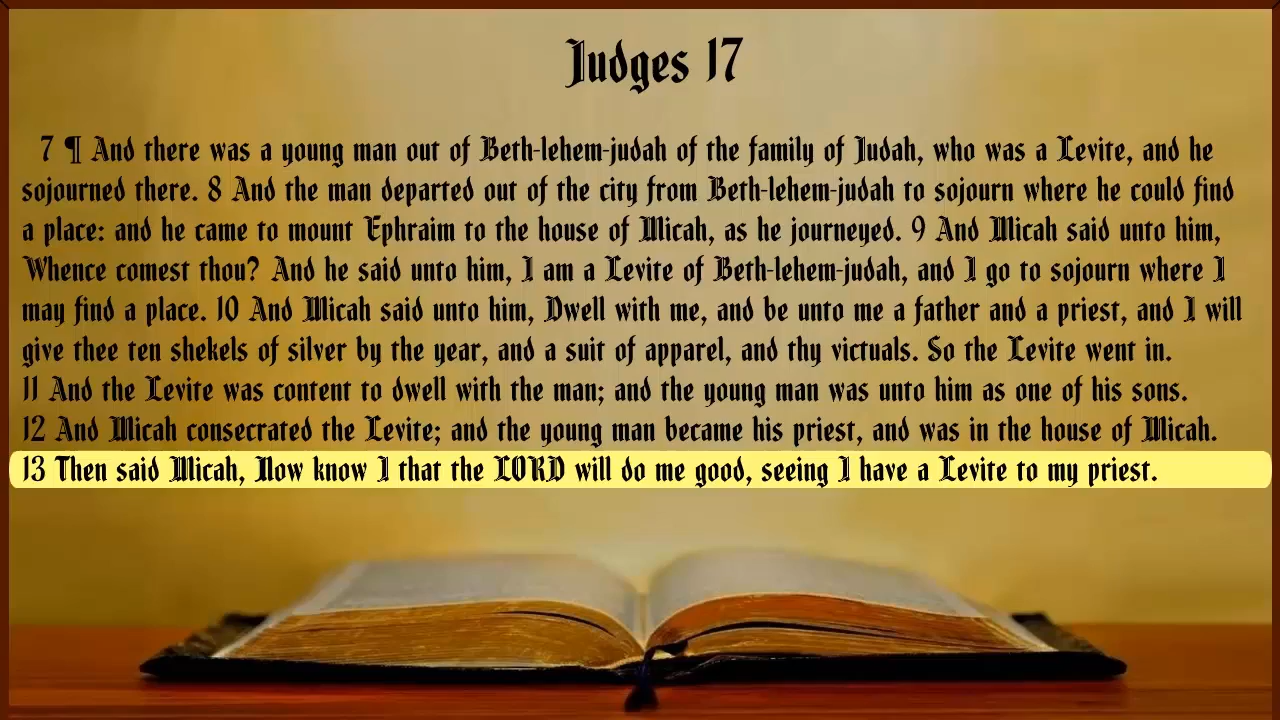 Judges 17
7 ¶ And there was a young man out of Beth-lehem-judah of the family of Judah, who was a Levite, and he
sojourned there. 8 And the man departed out of the city from Beth-lehem-judah to sojourn where he could find
a place: and he came to mount Ephraim to the house of Micah, as he journeyed. 9 And Micah said unto him,
Whence comest thou? And he said unto him, I am a Levite of Beth-lehem-judah, and I go to sojourn where I
may find a place. 10 And Micah said unto him, Dwell with me, and be unto me a father and a priest, and I will
give thee ten shekels of silver by the year, and a suit of apparel, and thy victuals. So the Levite went in.
11 And the Levite was content to dwell with the man; and the young man was unto him as one of his sons.
12 And Micah consecrated the Levite; and the young man became his priest, and was in the house of Micah.
13 Then said Micah, Now know I that the LORD will do me good, seeing I have a Levite to my priest.